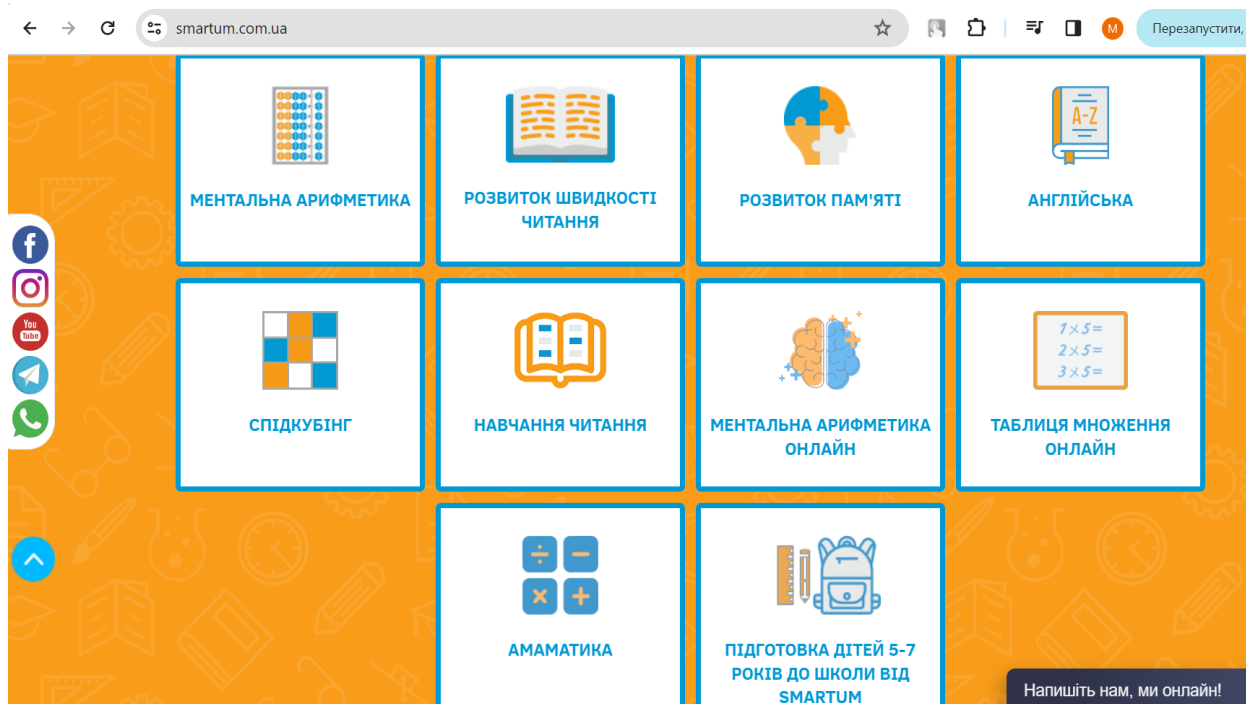 smartum.com.ua
М
Перезапустити,
МЕНТАЛЬНА АРИФМЕТИКА
РОЗВИТОК ШВИДКОСТІ
ЧИТАННЯ
РОЗВИТОК ПАМ'ЯТІ
A-Z
АНГЛІЙСЬКА
f
You
Tube
СПІДКУБІНГ
НАВЧАННЯ ЧИТАННЯ
МЕНТАЛЬНА АРИФМЕТИКА
ОНЛАЙН
1×5=
2×5=
3×5=
ТАБЛИЦЯ МНОЖЕННЯ
ОНЛАЙН
÷ −
× +
АМАМАТИКА
ПІДГОТОВКА ДІТЕЙ 5-7
РОКІВ ДО ШКОЛИ ВІД
SMARTUM
Напишіть нам, ми онлайн!